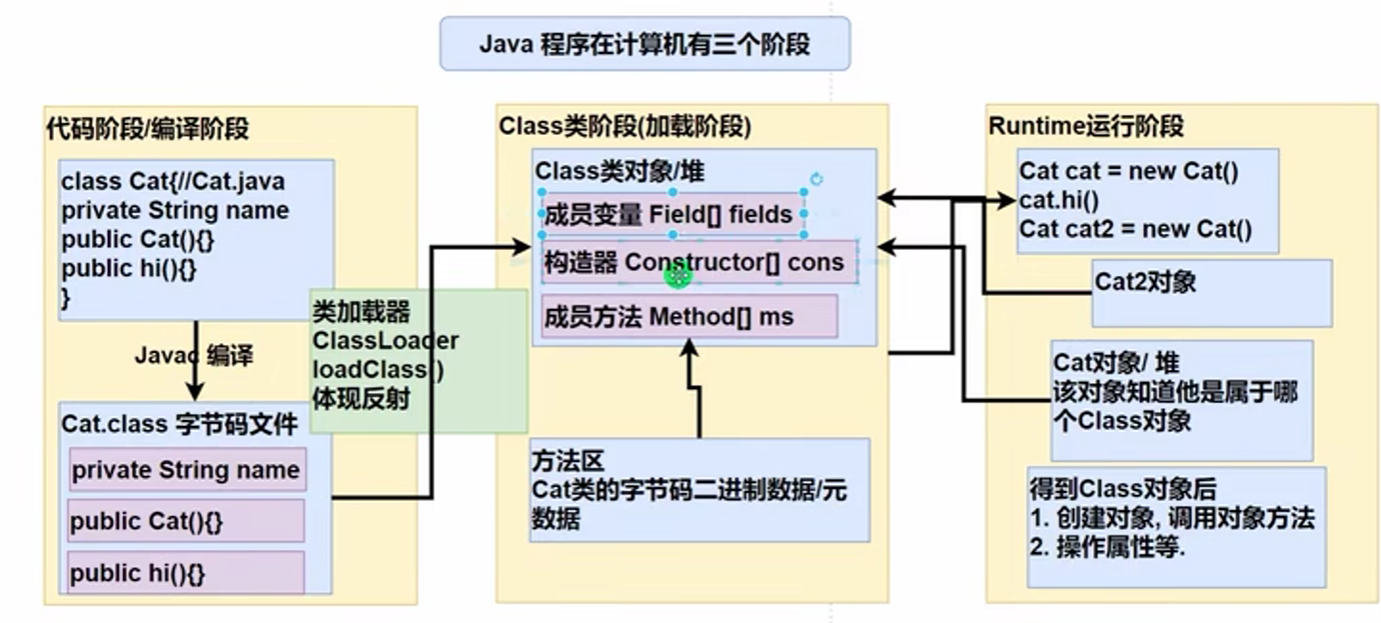 Java 程序在计算机有三个阶段
代码阶段/编译阶段
class Cat{//Cat.java
private String name
public Cat(){}
public hi(){}
}
Javac 编译
Cat.class 字节码文件
private String name
public Cat(){}
public hi(){}
类加载器
ClassLoader
loadClass()
体现反射
Class类阶段(加载阶段)
Class类对象/堆
成员变量 Field[] fields
构造器 Constructor[] cons
成员方法 Method[] ms
方法区
Cat类的字节码二进制数据/元
数据
Runtime运行阶段
Cat cat = new Cat()
cat.hi()
Cat cat2 = new Cat()
Cat2对象
Cat对象/ 堆
该对象知道他是属于哪
个Class对象
得到Class对象后
1. 创建对象, 调用对象方法
2. 操作属性等.